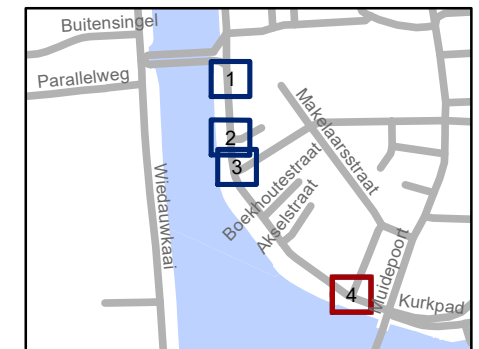 Buitensingel
Parallelweg
1
Makelaarsstraat
2
3
Wiedauwkaai
Boekhoutestraat
Akselstraat
Muidepoort
4
Kurkpad